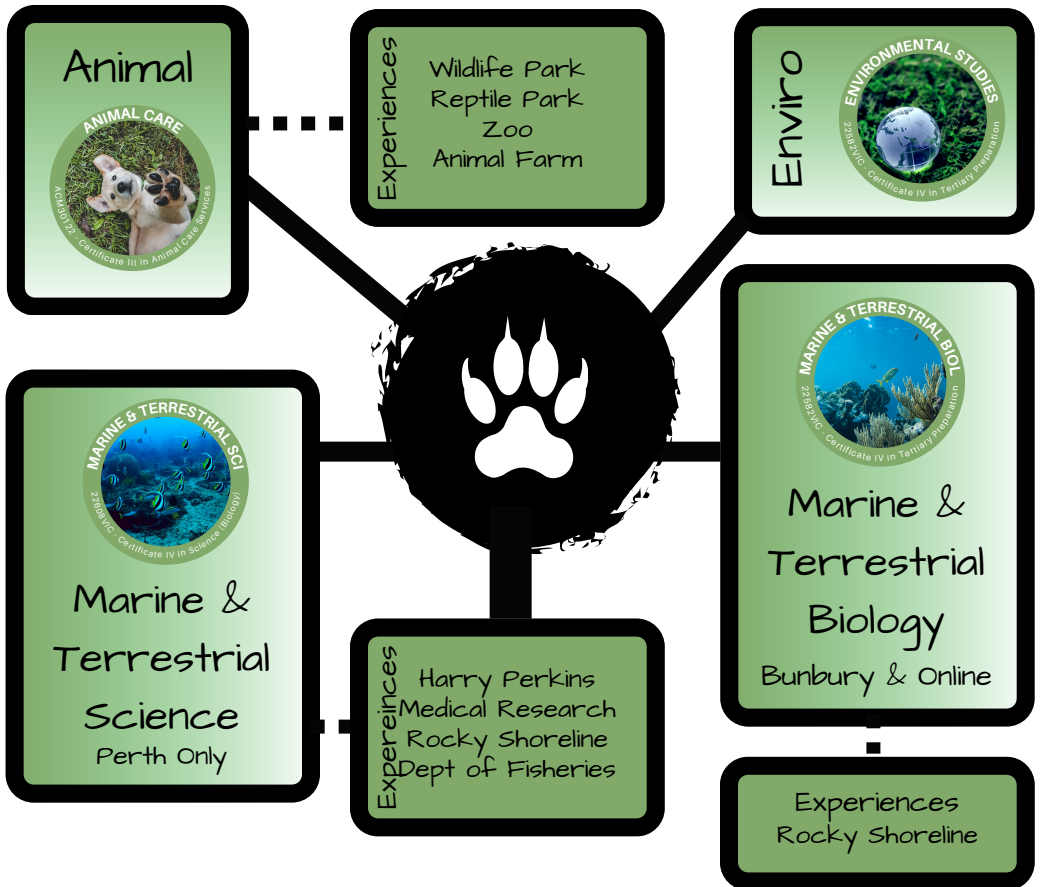 Animal
ANIMAL CARE
ACM30122 - Certificate III in Animal Care Services
Experiences
Wildlife Park
Reptile Park
Zoo
Animal Farm
Enviro
ENVIRONMENTAL STUDIES
22582VIC - Certificate IV in Tertiary Preparation
MARINE & TERRESTRIAL SCI
22608VIC - Certificate IV in Science (Biology)
Marine &
Terrestrial
Science
Perth Only
MARINE & TERRESTRIAL BIOL
22582VIC - Certificate IV in Tertiary Preparation
Marine &
Terrestrial
Biology
Bunbury & Online
Expereinces
Harry Perkins
Medical Research
Rocky Shoreline
Dept of Fisheries
Experiences
Rocky Shoreline